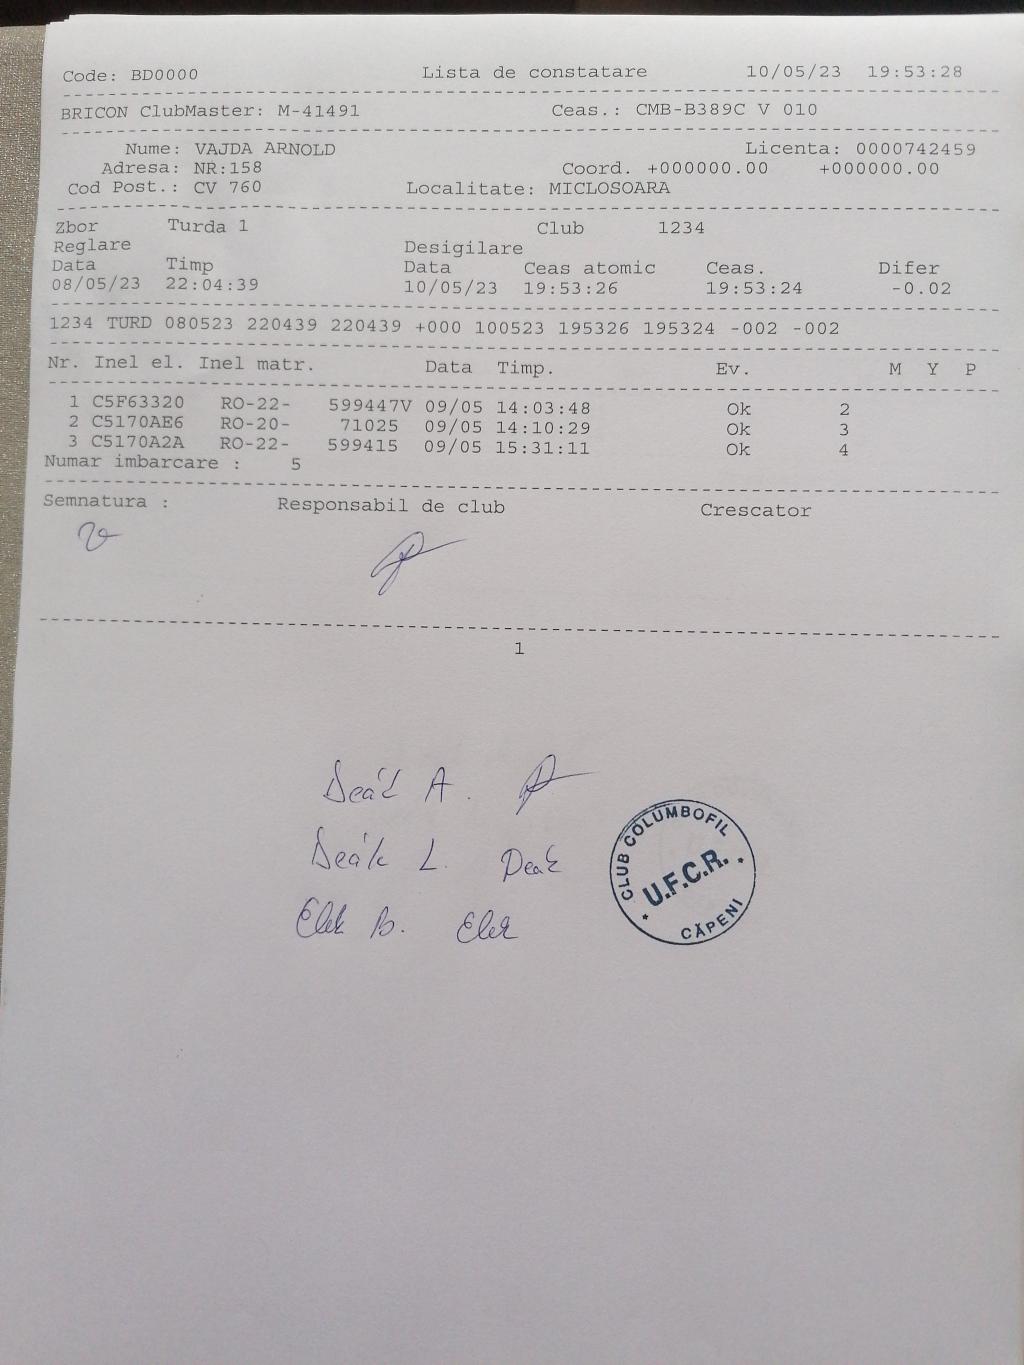 Code: BD0000 Lista de constatare 10/05/23 19:53:28
BRICON ClubMaster: M-41491 Ceas.: CMB-B389C V 010
Nume: VAJDA ARNOLD Licenta: 0000742459
Adresa: NR:158 Coord. +000000.00 +000000.00
Cod Post.: CV 760 Localitate: MICLOSOARA
Zbor Turda 1 Club 1234
Reglare Desigilare
Data Timp Data Ceas atomic Ceas. Difer
08/05/23 22:04:39 10/05/23 19:53:26 19:53:24 -0.02
1234 TURD 080523 220439 220439 +000 100523 195326 195324 -002 -002
Nr. Inel el. Inel matr. Data Timp. Ev. M Y P
1 C5F63320 RO-22- 599447V 09/05 14:03:48 Ok 2
2 C5170AE6 RO-20- 71025 09/05 14:10:29 Ok 3
3 C5170A2A RO-22- 599415 09/05 15:31:11 Ok 4
Numar imbarcare : 5
Semnatura : Responsabil de club Crescator
1
Deák A.
Deák L. Deak
Elek B. Elek
CLUB COLUMBOFIL
U.F.C.R.
CĂPENI